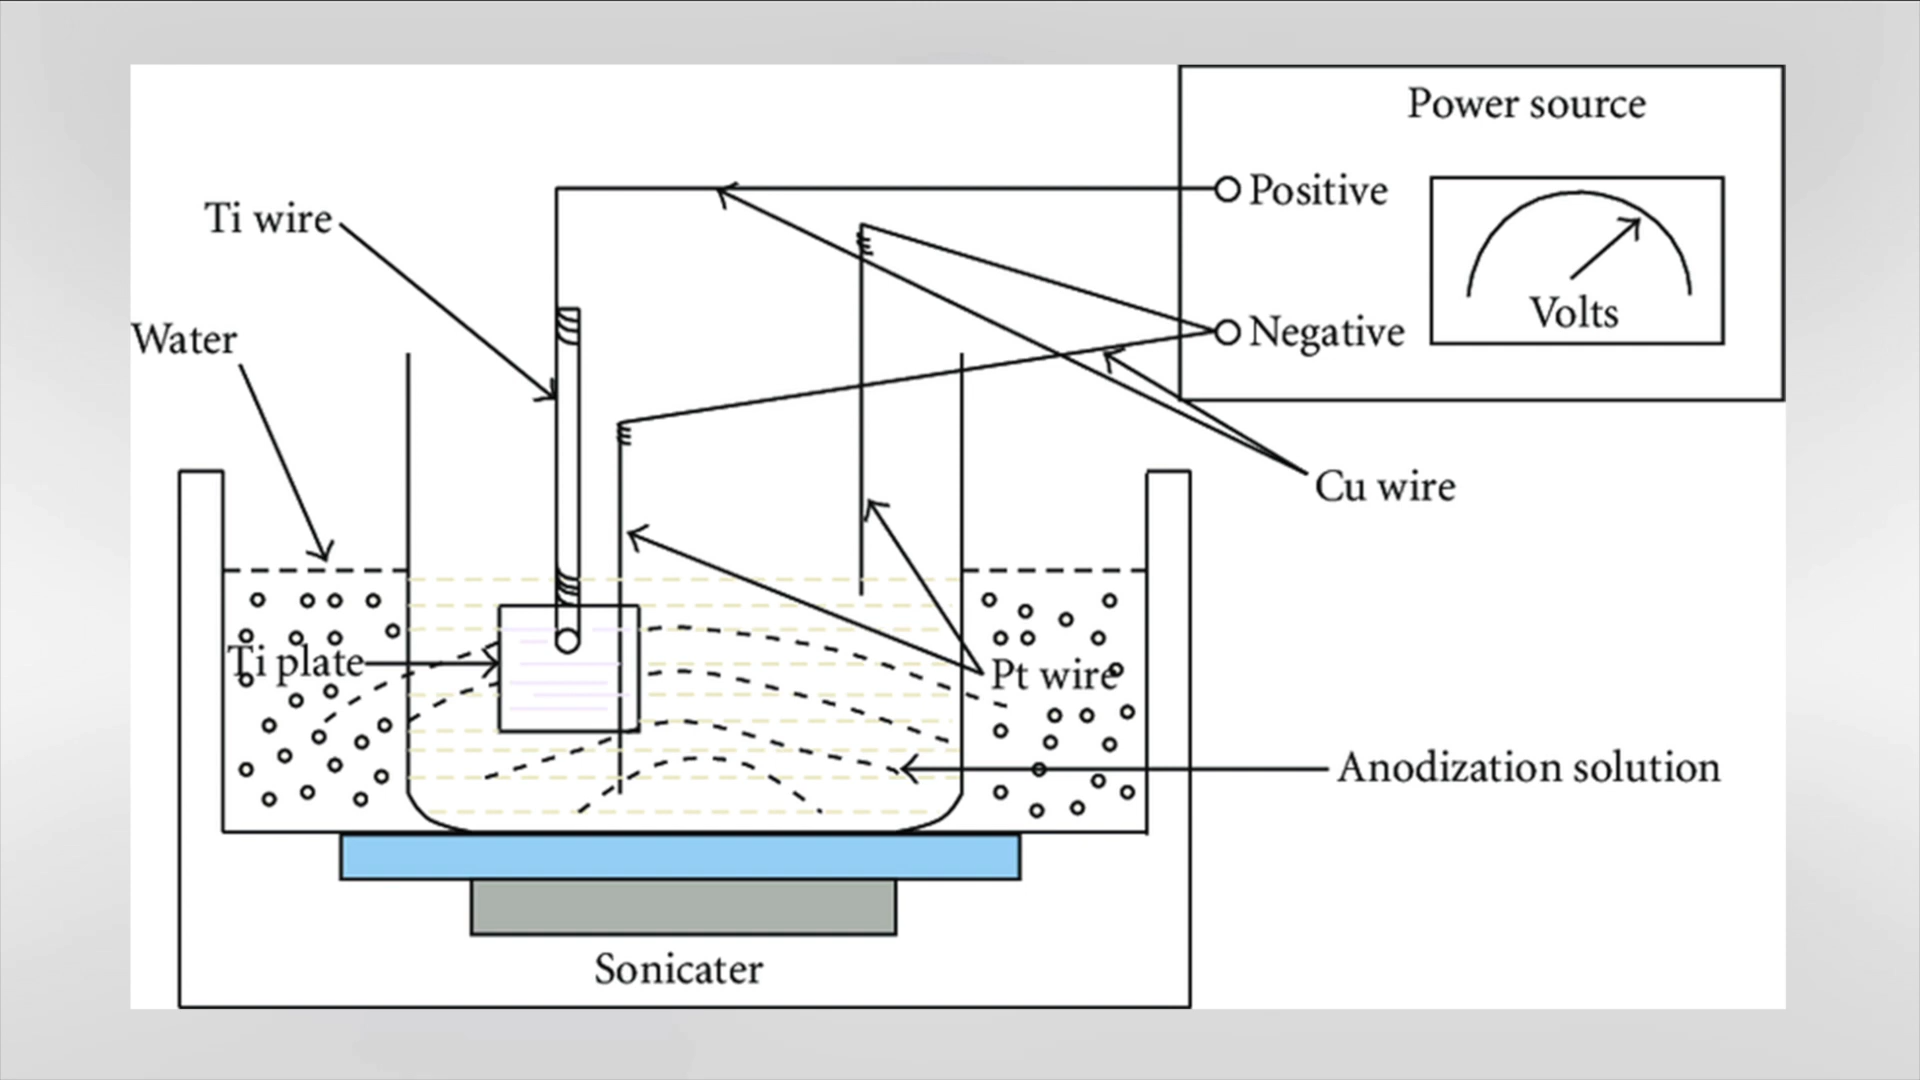 Power source
Positive
Ti wire
Volts
Negative
Water
Cu wire
Ti plate
Pt wire
Anodization solution
Sonicater